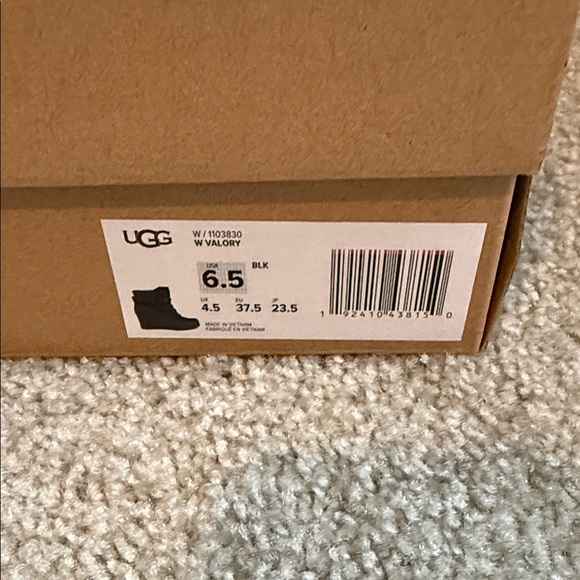 UGG
W / 1103830
W VALORY
USA
6.5
BLK
UK EU JP
4.5 37.5 23.5
MADE IN VIETNAM
FABRIQUÉ EN VIETNAM
1 92410 43815 0